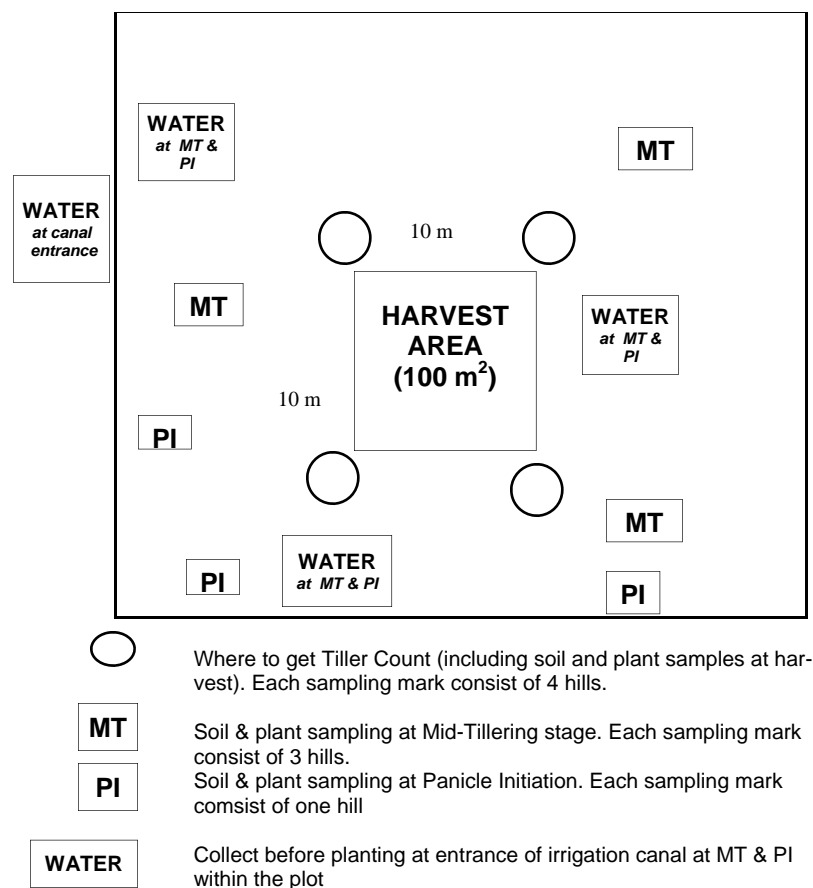 WATER
at MT &
PI
MT
WATER
at canal
entrance
10 m
MT
HARVEST
AREA
(100 m²)
WATER
at MT &
PI
10 m
PI
MT
WATER
at MT & PI
PI
PI
Where to get Tiller Count (including soil and plant samples at har-
vest). Each sampling mark consist of 4 hills.
MT
Soil & plant sampling at Mid-Tillering stage. Each sampling mark
consist of 3 hills.
PI
Soil & plant sampling at Panicle Initiation. Each sampling mark
comsist of one hill
WATER
Collect before planting at entrance of irrigation canal at MT & PI
within the plot